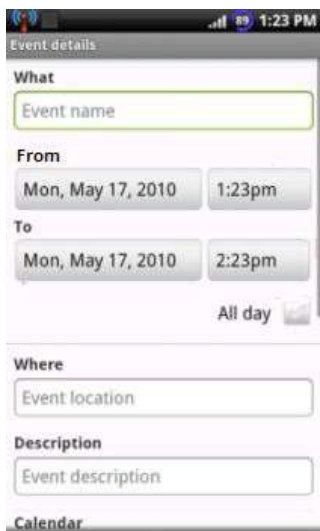 89 1:23 PM
Event details
What
Event name
From
Mon, May 17, 2010 1:23pm
To
Mon, May 17, 2010 2:23pm
All day
Where
Event location
Description
Event description
Calendar